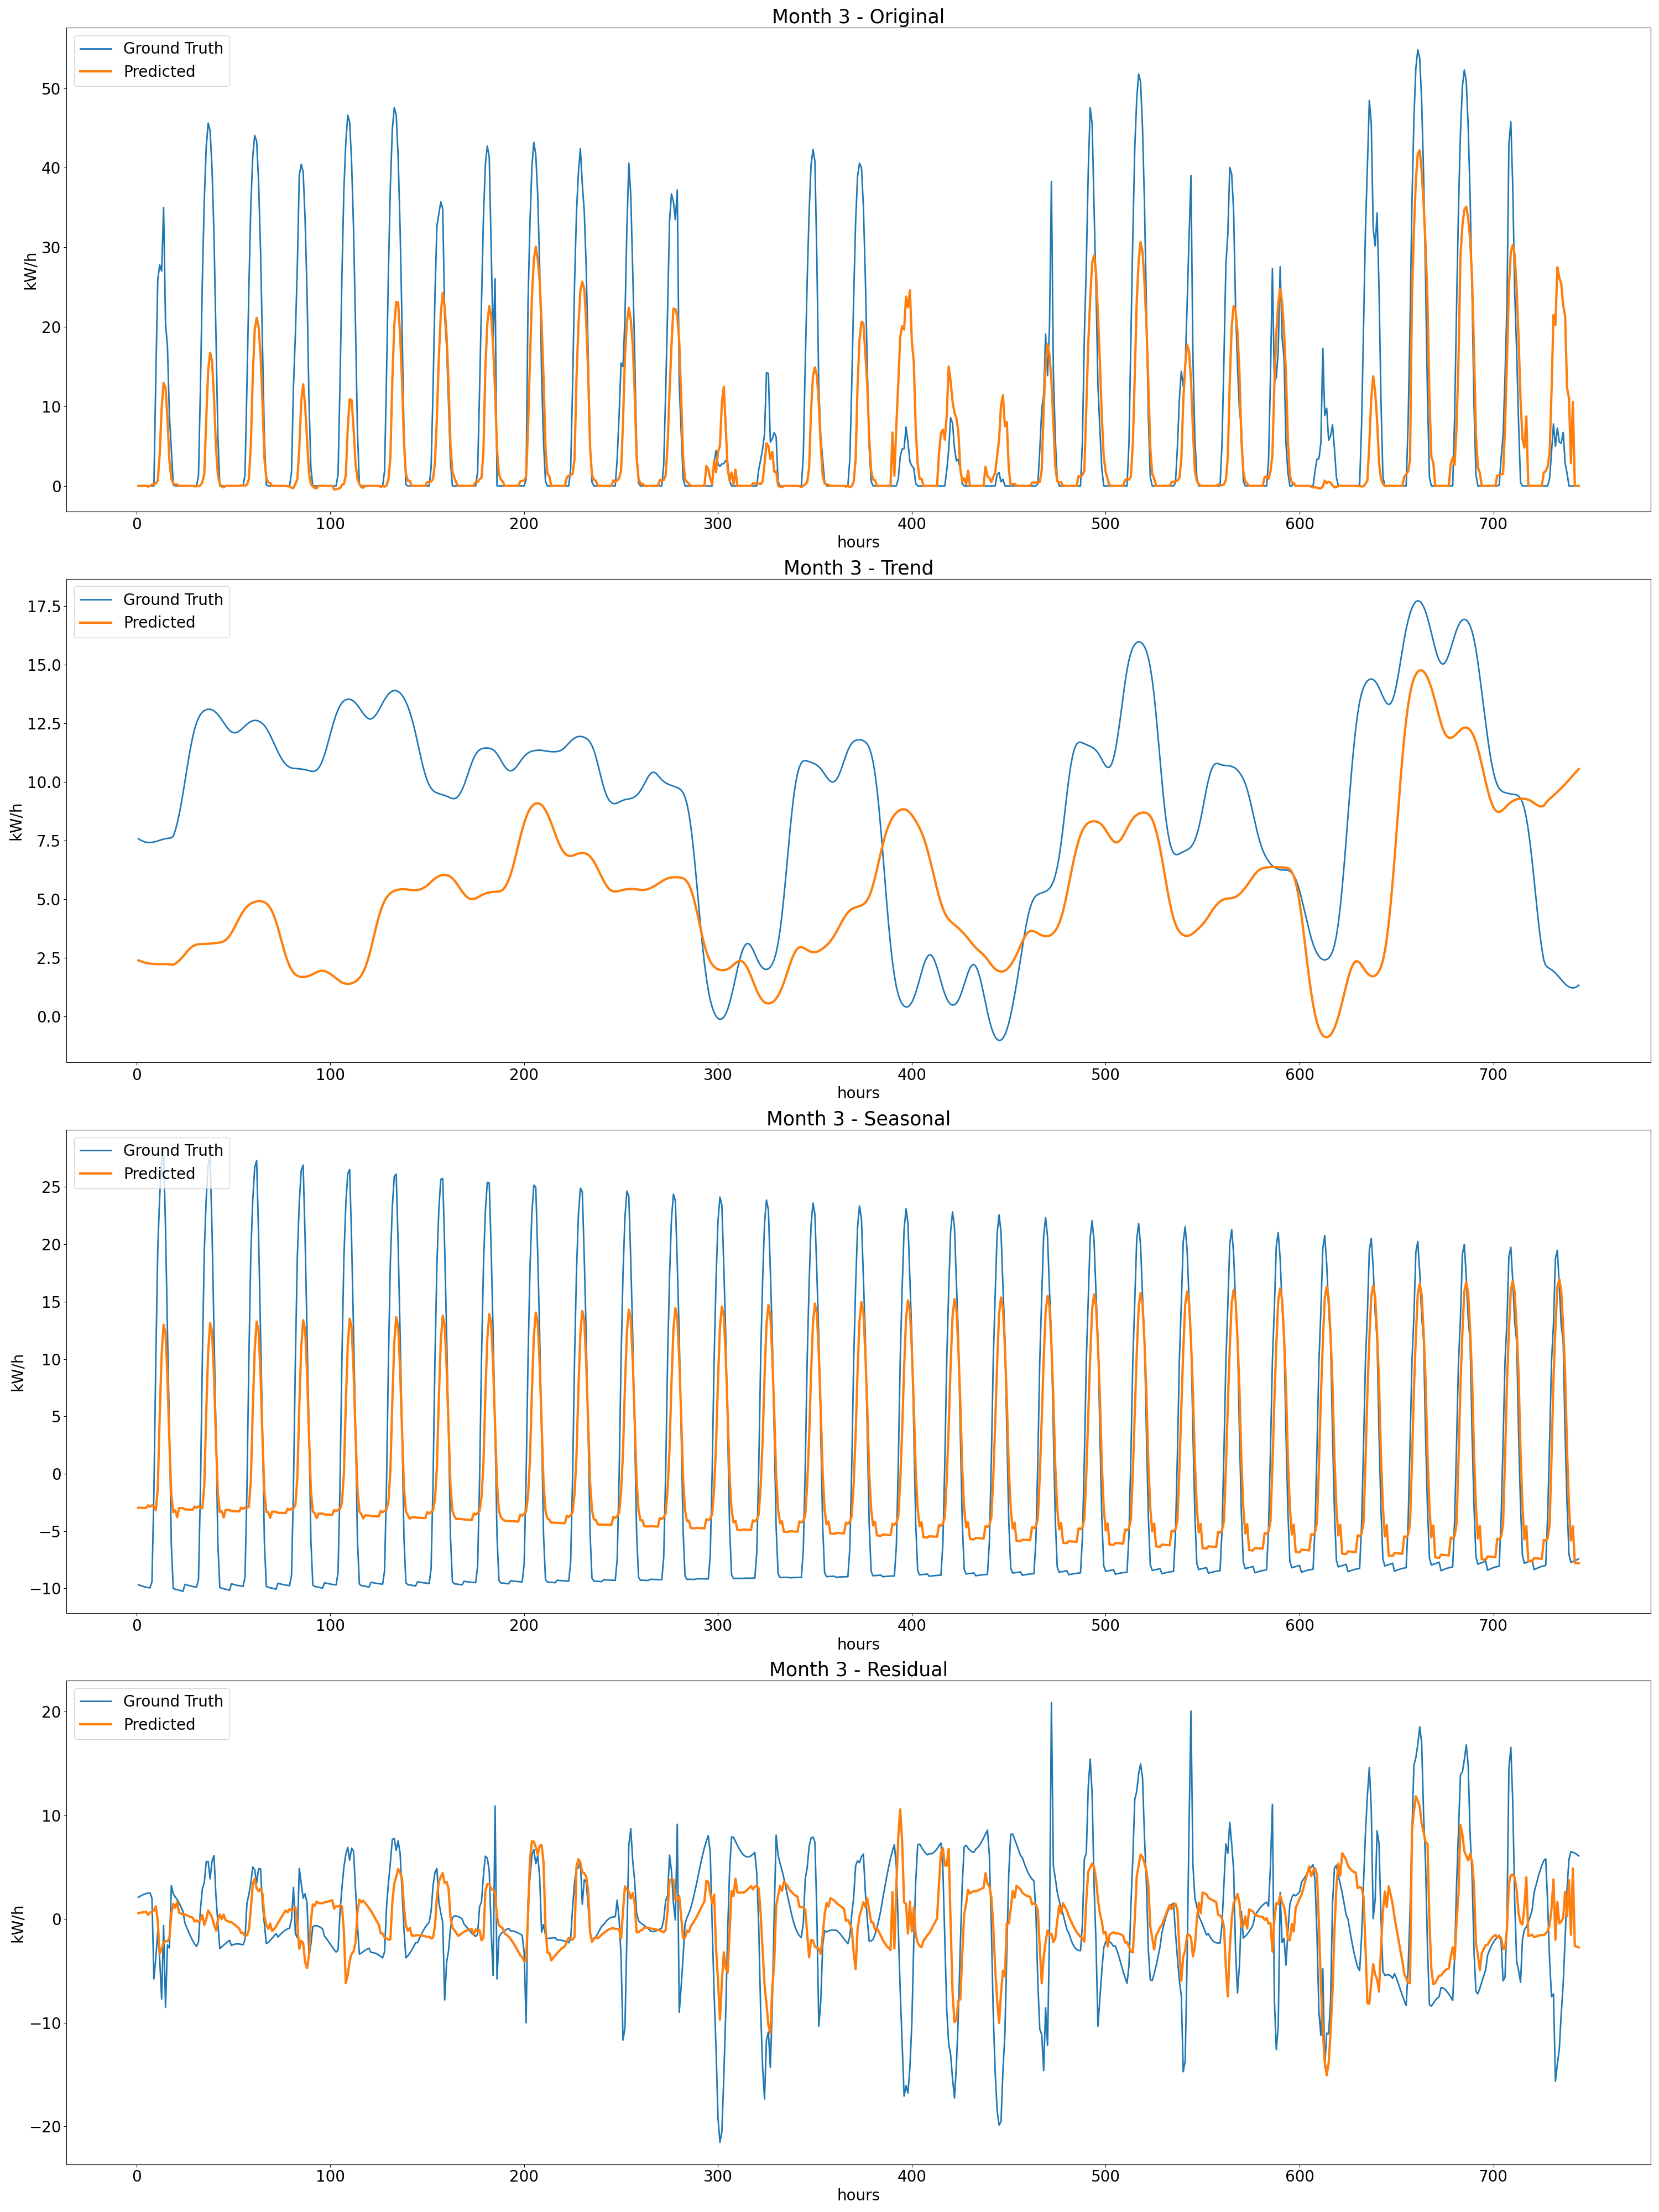 Month 3 - Original
Ground Truth
Predicted
kW/h
50
40
30
20
10
0
0 100 200 300 400 500 600 700
hours
Month 3 - Trend
Ground Truth
Predicted
kW/h
17.5
15.0
12.5
10.0
7.5
5.0
2.5
0.0
0 100 200 300 400 500 600 700
hours
Month 3 - Seasonal
Ground Truth
Predicted
kW/h
25
20
15
10
5
0
−5
−10
0 100 200 300 400 500 600 700
hours
Month 3 - Residual
Ground Truth
Predicted
kW/h
20
10
0
−10
−20
0 100 200 300 400 500 600 700
hours